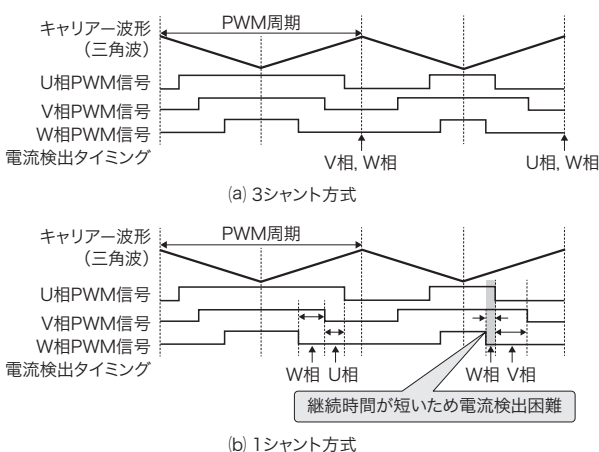 キャリアー波形
(三角波)
PWM周期
U相PWM信号
V相PWM信号
W相PWM信号
電流検出タイミング
V相, W相
U相, W相
(a) 3シャント方式
キャリアー波形
(三角波)
PWM周期
U相PWM信号
V相PWM信号
W相PWM信号
電流検出タイミング
W相 U相
W相 V相
継続時間が短いため電流検出困難
(b) 1シャント方式